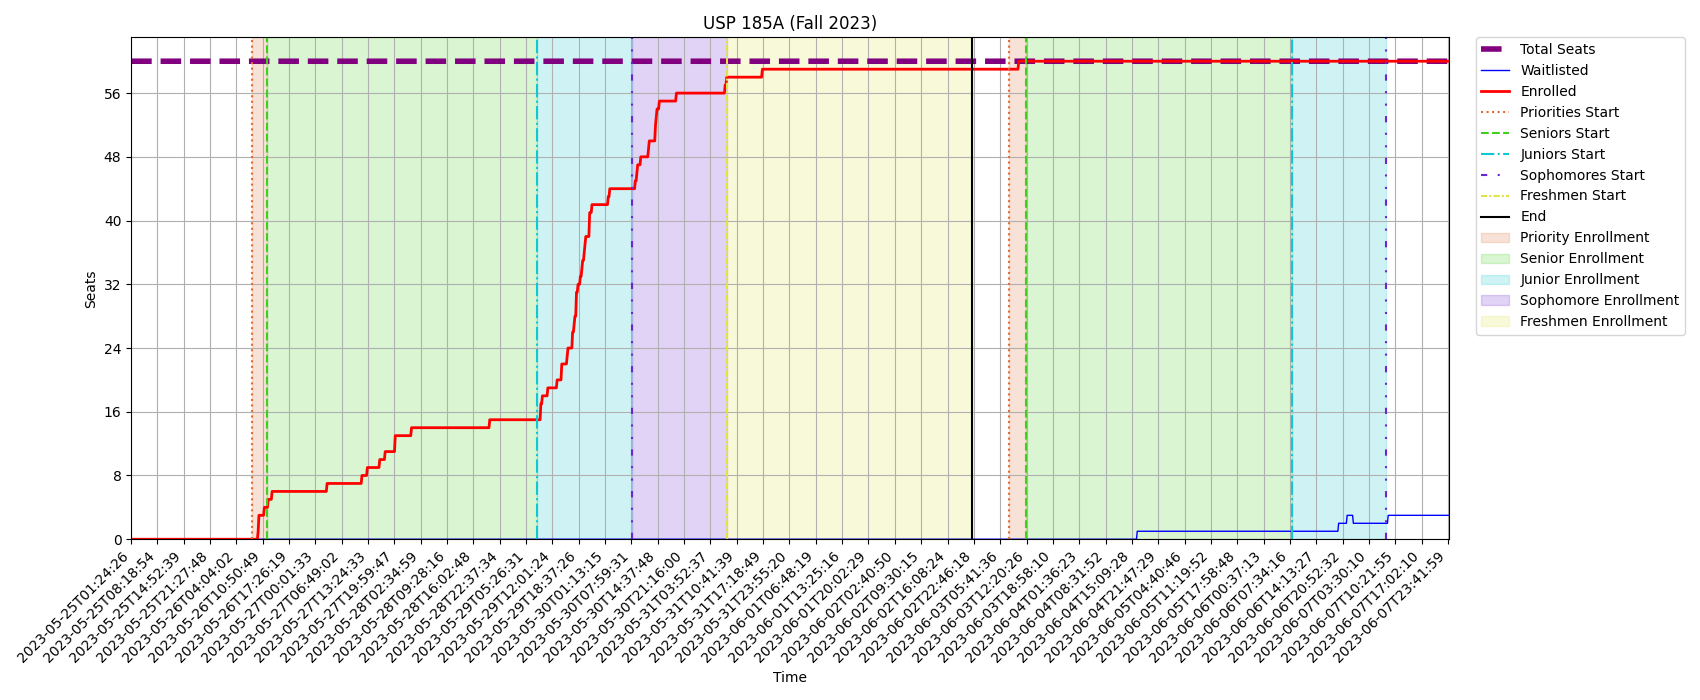 USP 185A (Fall 2023)
Total Seats
Waitlisted
Enrolled
Priorities Start
Seniors Start
Juniors Start
Sophomores Start
Freshmen Start
End
Priority Enrollment
Senior Enrollment
Junior Enrollment
Sophomore Enrollment
Freshmen Enrollment
Seats
56
48
40
32
24
16
8
0
2023-05-25T01:24:26
2023-05-25T08:18:54
2023-05-25T14:52:39
2023-05-25T21:27:48
2023-05-26T04:04:02
2023-05-26T10:50:49
2023-05-26T17:26:19
2023-05-27T00:01:33
2023-05-27T06:49:02
2023-05-27T13:24:33
2023-05-27T19:59:47
2023-05-28T02:34:59
2023-05-28T09:28:16
2023-05-28T16:02:48
2023-05-28T22:37:34
2023-05-29T05:26:31
2023-05-29T12:01:24
2023-05-29T18:37:26
2023-05-30T01:13:15
2023-05-30T07:59:31
2023-05-30T14:37:48
2023-05-30T21:16:00
2023-05-31T03:52:37
2023-05-31T10:41:39
2023-05-31T17:18:49
2023-05-31T23:55:20
2023-06-01T06:48:19
2023-06-01T13:25:16
2023-06-01T20:02:29
2023-06-02T02:40:50
2023-06-02T09:30:15
2023-06-02T16:08:24
2023-06-02T22:46:18
2023-06-03T05:41:36
2023-06-03T12:20:26
2023-06-03T18:58:10
2023-06-04T01:36:23
2023-06-04T08:31:52
2023-06-04T15:09:28
2023-06-04T21:47:29
2023-06-05T04:40:46
2023-06-05T11:19:52
2023-06-05T17:58:48
2023-06-06T00:37:13
2023-06-06T07:34:16
2023-06-06T14:13:27
2023-06-06T20:52:32
2023-06-07T03:30:10
2023-06-07T10:21:55
2023-06-07T17:02:10
2023-06-07T23:41:59
Time